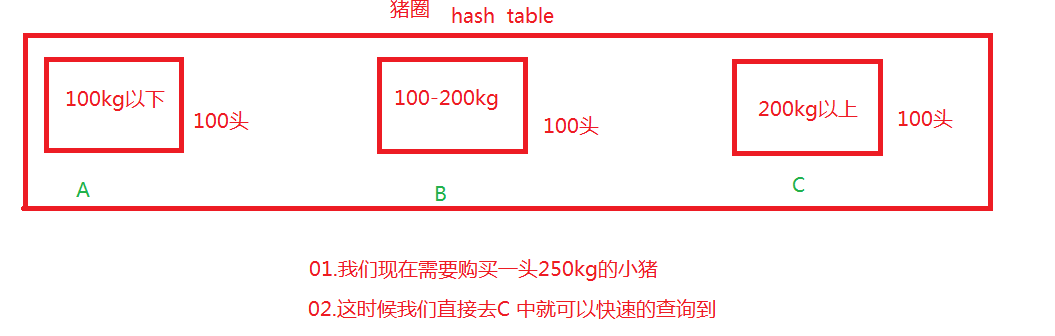 猪圈 hash table
100kg以下 100头 100-200kg 100头 200kg以上 100头
A B C
01.我们现在需要购买一头250kg的小猪
02.这时候我们直接去C 中就可以快速的查询到